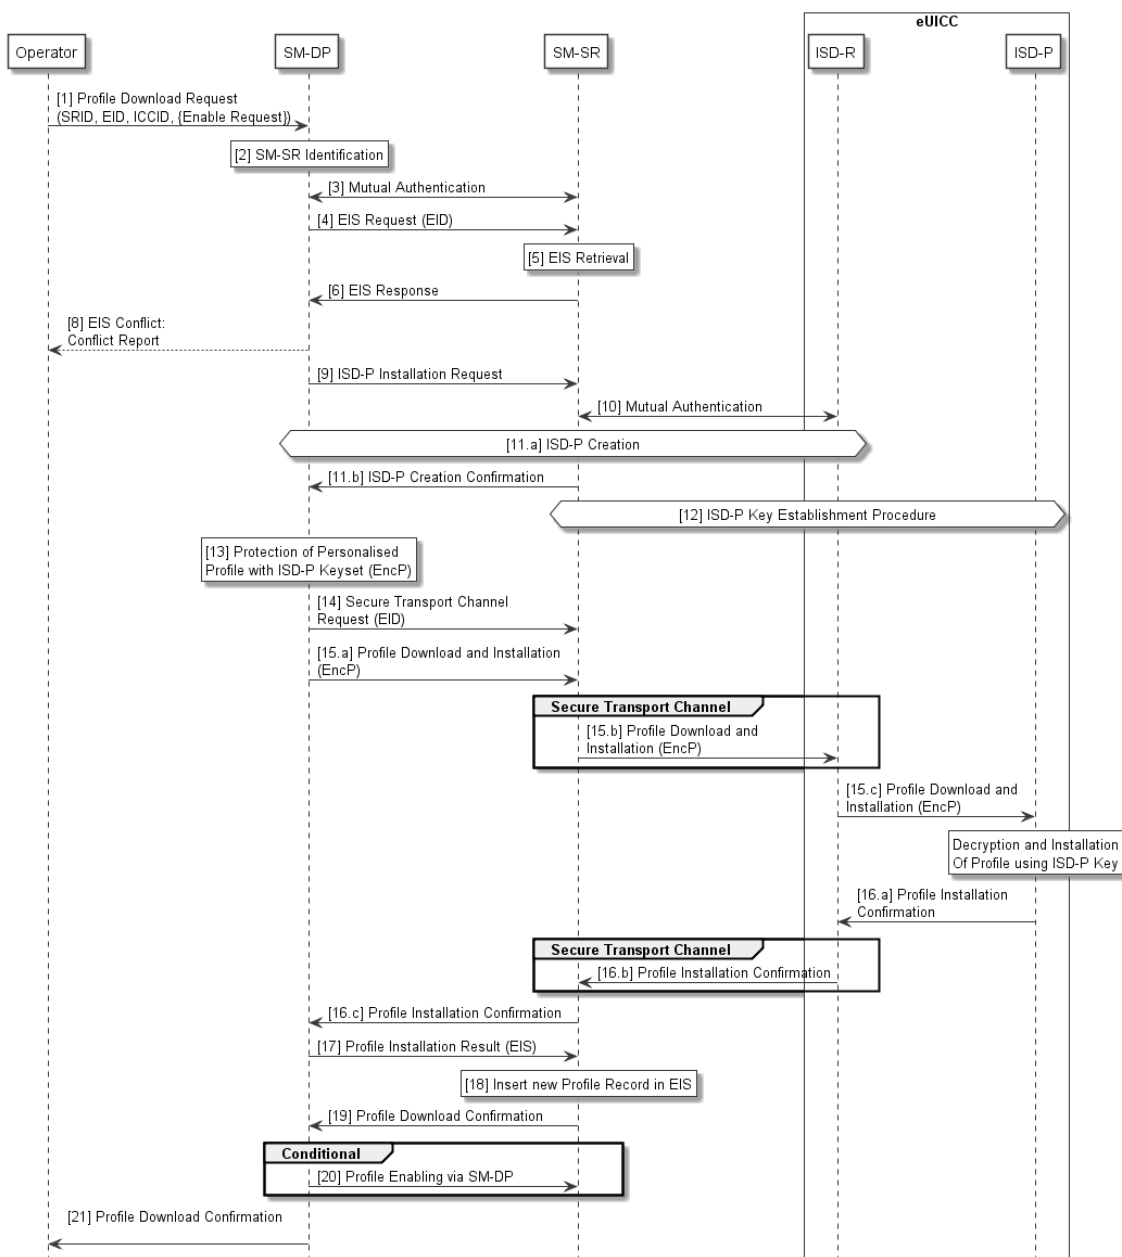 eUICC
Operator
SM-DP
SM-SR
ISD-R
ISD-P
[1] Profile Download Request
(SRID, EID, ICCID, {Enable Request})
[2] SM-SR Identification
[3] Mutual Authentication
[4] EIS Request (EID)
[5] EIS Retrieval
[6] EIS Response
[8] EIS Conflict:
Conflict Report
[9] ISD-P Installation Request
[10] Mutual Authentication
[11.a] ISD-P Creation
[11.b] ISD-P Creation Confirmation
[12] ISD-P Key Establishment Procedure
[13] Protection of Personalised
Profile with ISD-P Keyset (EncP)
[14] Secure Transport Channel
Request (EID)
[15.a] Profile Download and Installation
(EncP)
Secure Transport Channel
[15.b] Profile Download and
Installation (EncP)
[15.c] Profile Download and
Installation (EncP)
Decryption and Installation
Of Profile using ISD-P Key
[16.a] Profile Installation
Confirmation
Secure Transport Channel
[16.b] Profile Installation Confirmation
[16.c] Profile Installation Confirmation
[17] Profile Installation Result (EIS)
[18] Insert new Profile Record in EIS
[19] Profile Download Confirmation
Conditional
[20] Profile Enabling via SM-DP
[21] Profile Download Confirmation